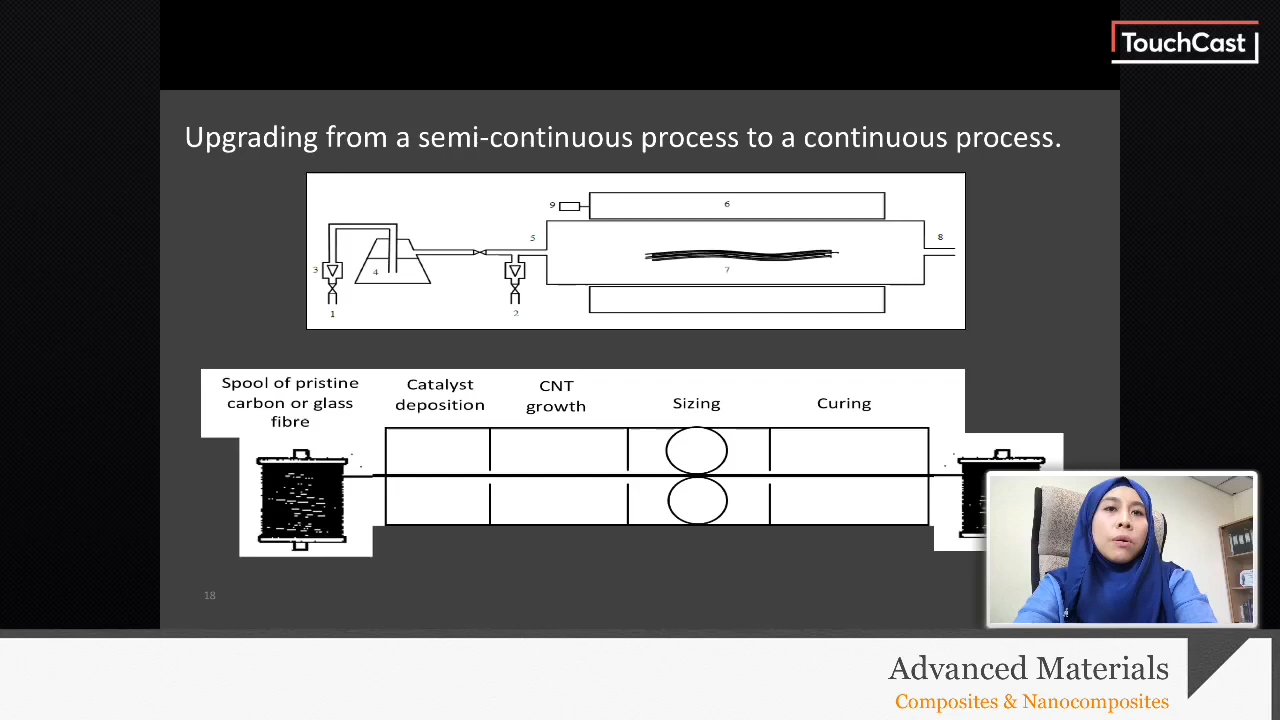 TouchCast
Upgrading from a semi-continuous process to a continuous process.
9
6
5
8
3
4
7
1
2
Spool of pristine
carbon or glass
fibre
Catalyst
deposition
CNT
growth
Sizing
Curing
18
Advanced Materials
Composites & Nanocomposites